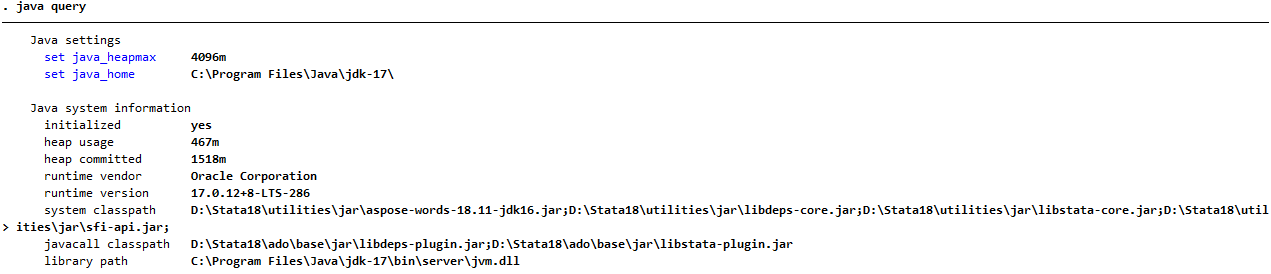 . java query
Java settings
set java_heapmax 4096m
set java_home C:\Program Files\Java\jdk-17\
Java system information
initialized yes
heap usage 467m
heap committed 1518m
runtime vendor Oracle Corporation
runtime version 17.0.12+8-LTS-286
system classpath D:\Stata18\utilities\jar\aspose-words-18.11-jdk16.jar;D:\Stata18\utilities\jar\libdeps-core.jar;D:\Stata18\utilities\jar\libstata-core.jar;D:\Stata18\util
> ities\jar\sfi-api.jar;
javacall classpath D:\Stata18\ado\base\jar\libdeps-plugin.jar;D:\Stata18\ado\base\jar\libstata-plugin.jar
library path C:\Program Files\Java\jdk-17\bin\server\jvm.dll